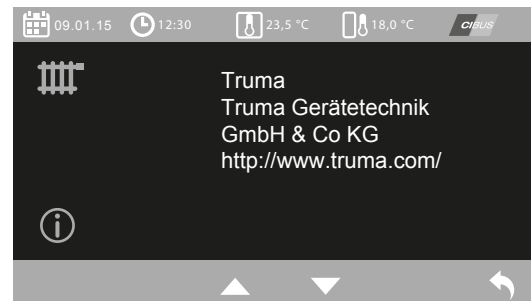 09.01.15 12:30 23,5 °C 18,0 °C CIBUS
Truma
Truma Gerätetechnik
GmbH & Co KG
http://www.truma.com/